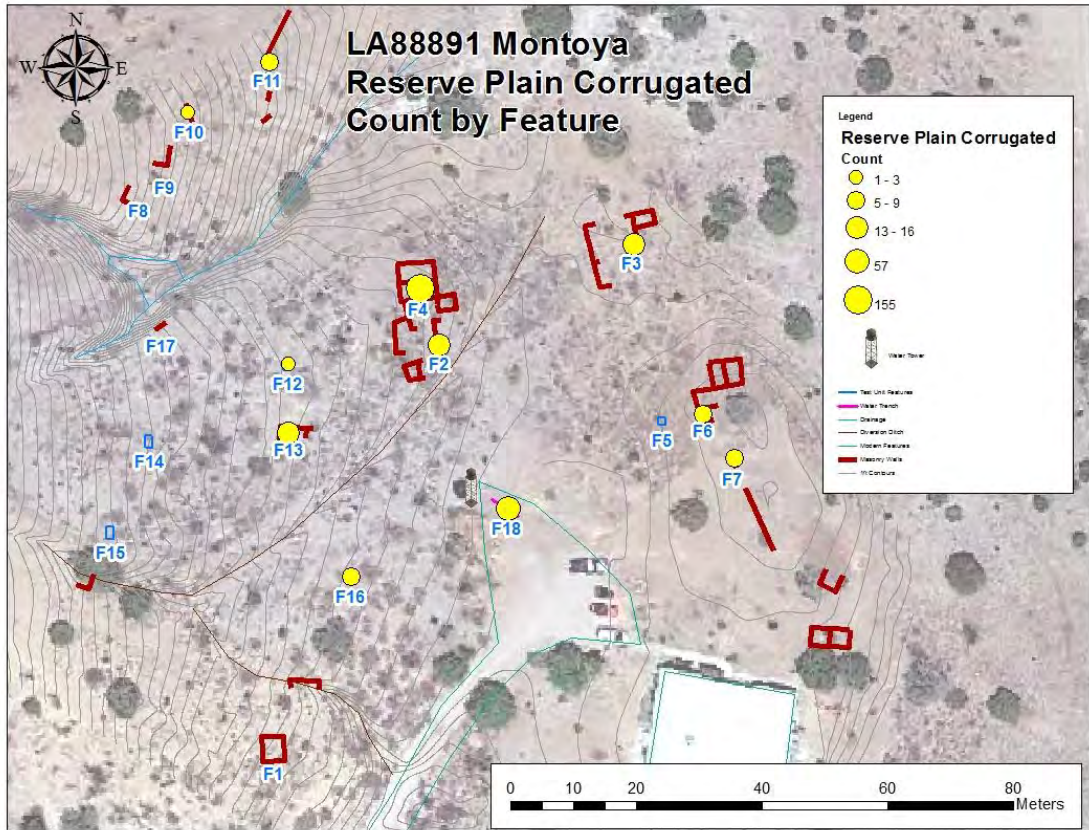 LA88891 Montoya
Reserve Plain Corrugated
Count by Feature
N
W E
S
F11
F10
F9
F8
F17
F3
F4
F2
F12
F13
F14
F15
F16
F1
F5
F6
F7
F18
Legend
Reserve Plain Corrugated
Count
1 - 3
5 - 9
13 - 16
57
155
Water Tower
Test Unit Features
Water Trench
Drainage
Diversion Ditch
Modern Features
Masonry Walls
Contours
0 10 20 40 60 80
Meters